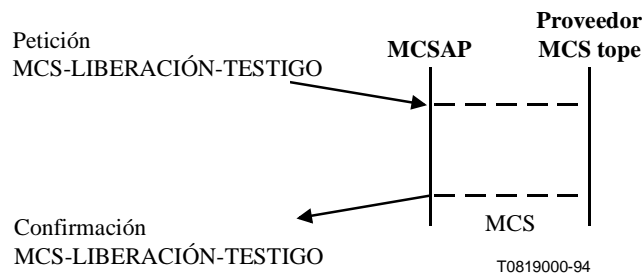 Petición
MCS-LIBERACIÓN-TESTIGO
MCSAP
Proveedor
MCS tope
Confirmación
MCS-LIBERACIÓN-TESTIGO
MCS
T0819000-94